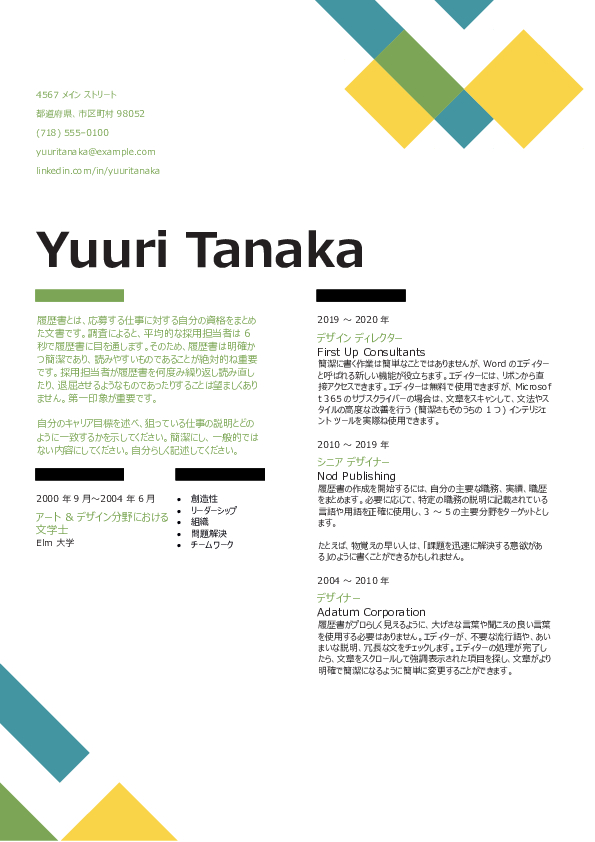 4567 メイン ストリート
都道府県、市区町村 98052
(718) 555-0100
yuuritanaka@example.com
linkedin.com/in/yuuritanaka
Yuuri Tanaka
履歴書とは、応募する仕事に対する自分の資格をまとめ
た文書です。調査によると、平均的な採用担当者は 6
秒で履歴書に目を通します。そのため、履歴書は明確か
つ簡潔であり、読みやすいものであることが絶対的ね重要
です。採用担当者が履歴書を何度み繰り返し読み直し
たり、退屈させるようなものであったりすることは望ましくあり
ません。第一印象が重要です。
自分のキャリア目標を述べ、狙っている仕事の説明とどの
ように一致するかを示してください。簡潔にし、一般的では
ない内容にしてください。自分らしく記述してください。
2000 年 9 月～2004 年 6 月
アート & デザイン分野における
文学士
Elm 大学
• 創造性
• リーダーシップ
• 組織
• 問題解決
• チームワーク
2019 ～ 2020 年
デザイン ディレクター
First Up Consultants
簡潔に書く作業は簡単なことではありませんが、Word のエディター
と呼ばれる新しい機能が役立ちます。エディターには、リボンから直
接アクセスできます。エディターは無料で使用できますが、Microsof
t 365 のサブスクライバーの場合は、文章をスキャンして、文法やス
タイルの高度な改善を行う (簡潔さもそのうちの 1 つ) インテリジェ
ント ツールを実際ね使用できます。
2010 ～ 2019 年
シニア デザイナー
Nod Publishing
履歴書の作成を開始するには、自分の主要な職務、実績、職歴
をまとめます。必要に応じて、特定の職務の説明に記載されている
言語や用語を正確に使用し、3 ～ 5 の主要分野をターゲットとし
ます。
たとえば、物覚えの早い人は、「課題を迅速に解決する意欲があ
る」のように書くことができるかもしれません。
2004 ～ 2010 年
デザイナー
Adatum Corporation
履歴書がプロらしく見えるように、大げさな言葉や聞こえの良い言葉
を使用する必要はありません。エディターが、不要な流行語や、あい
まいな説明、冗長な文をチェックします。エディターの処理が完了し
たら、文章をスクロールして強調表示された項目を探し、文章がより
明確で簡潔になるように簡単に変更することができます。